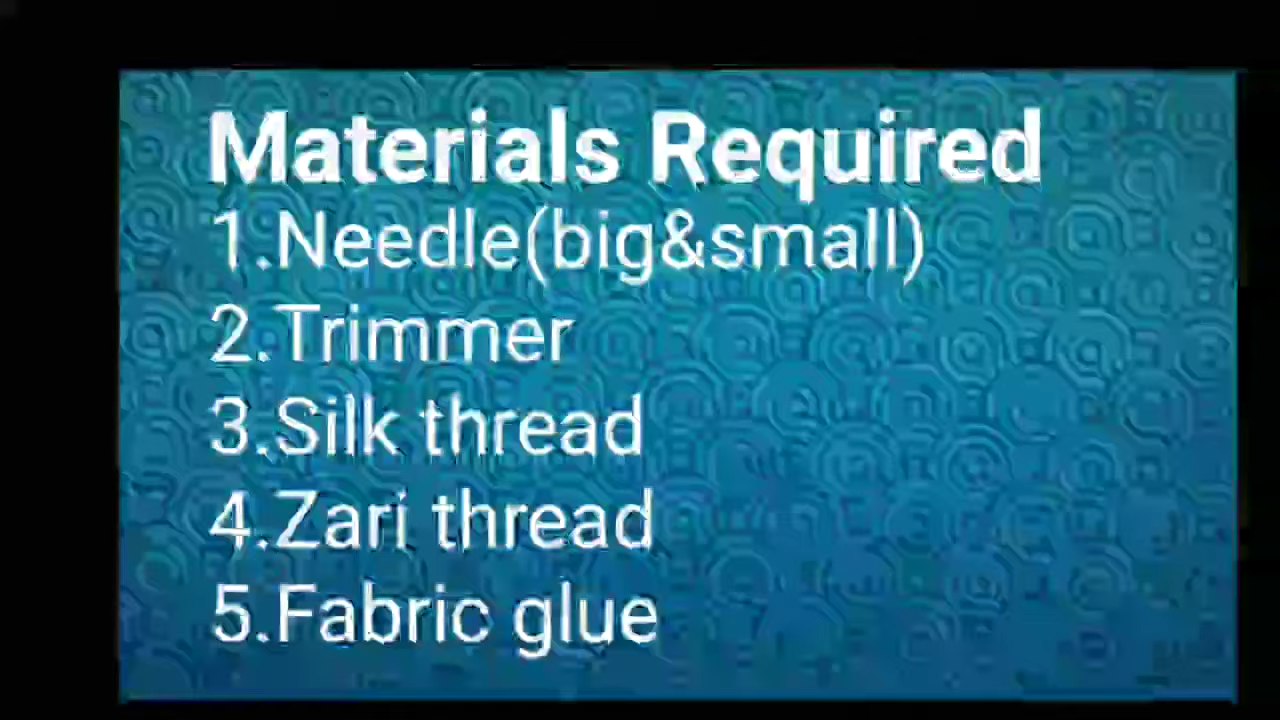 Materials Required
1.Needle(big&small)
2.Trimmer
3.Silk thread
4.Zari thread
5.Fabric glue